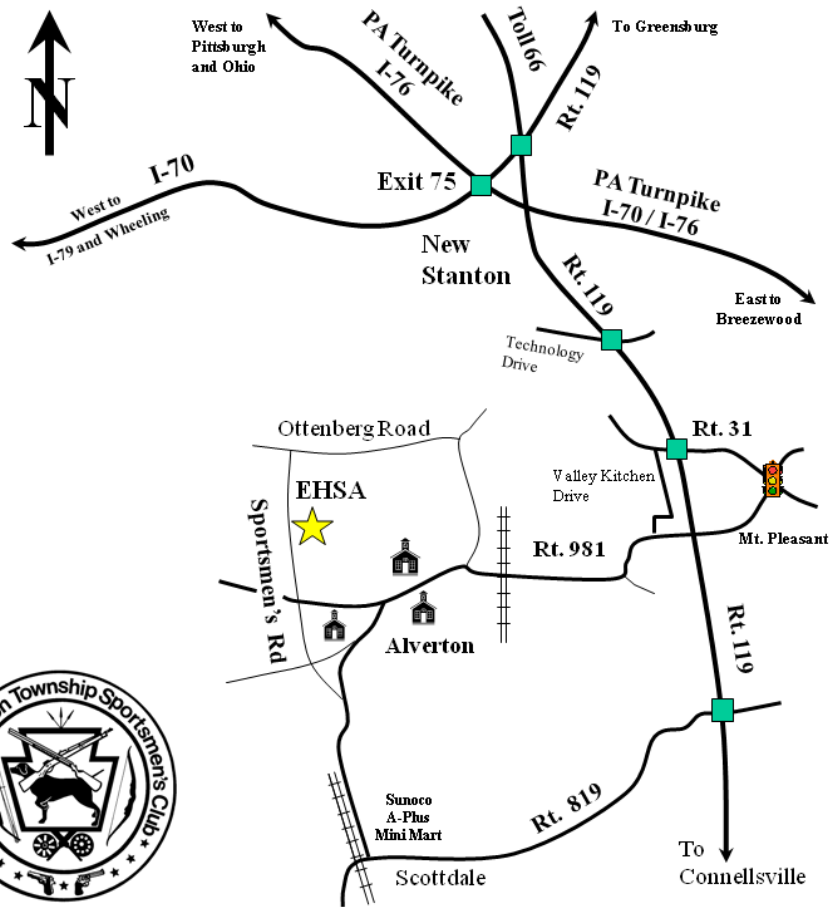 West to
Pittsburgh
and Ohio
PA Turnpike
I-76
Toll 66
To Greensburg
Rt. 119
N
I-70
West to
I-79 and Wheeling
Exit 75
PA Turnpike
I-70 / I-76
New
Stanton
East to
Breezewood
Rt. 119
Technology
Drive
Ottenberg Road
Rt. 31
EHSA
Valley Kitchen
Drive
Sportsmen's Rd
Rt. 981
Mt. Pleasant
Alverton
Rt. 119
Township Sportsmen's Club
Sunoco
A-Plus
Mini Mart
Rt. 819
Scottdale
To
Connellsville